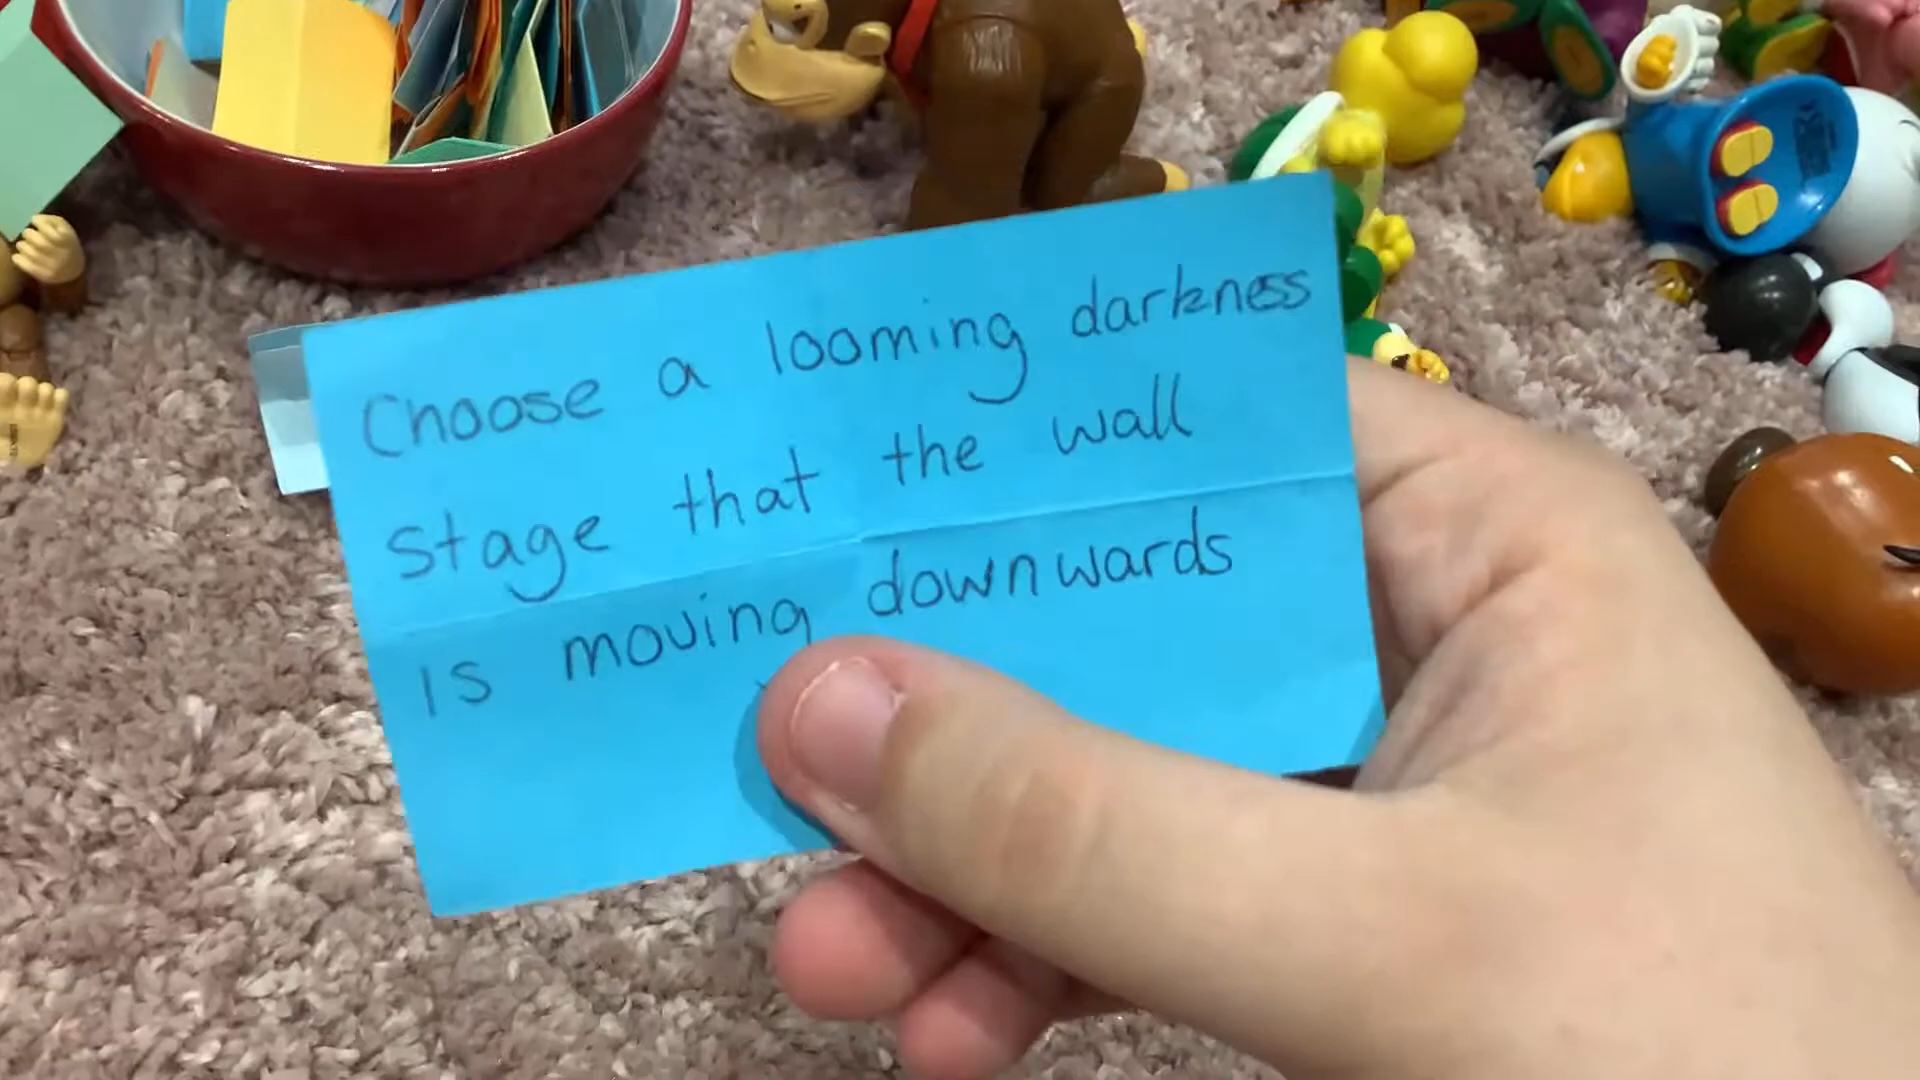 Choose a looming darkness
stage that the wall
is moving downwards